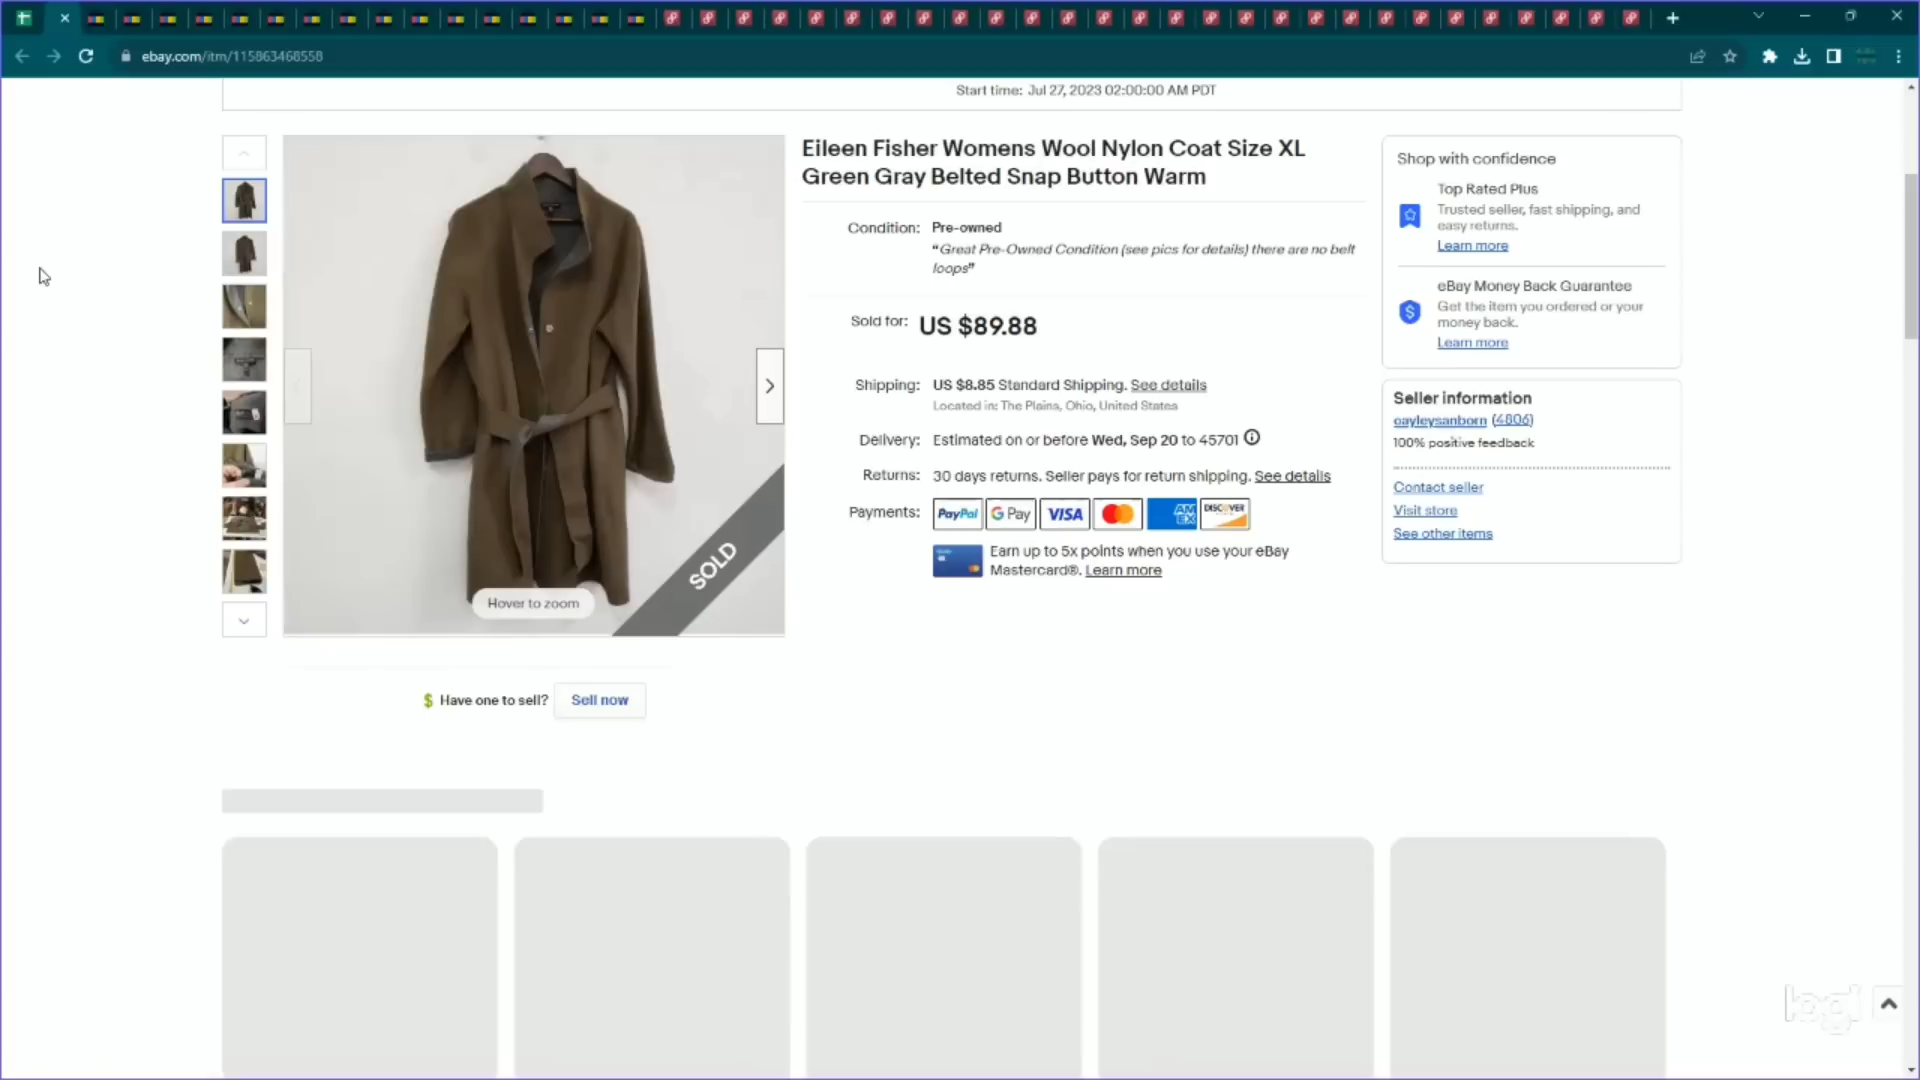 ebay.com/itm/115863468558
Start time: Jul 27, 2023 02:00:00 AM PDT
Eileen Fisher Womens Wool Nylon Coat Size XL
Green Gray Belted Snap Button Warm
Condition: Pre-owned
"Great Pre-Owned Condition (see pics for details) there are no belt
loops"
Sold for: US $89.88
Shipping: US $8.85 Standard Shipping. See details
Located in: The Plains, Ohio, United States
Delivery: Estimated on or before Wed, Sep 20 to 45701
Returns: 30 days returns. Seller pays for return shipping. See details
Payments: PayPal G Pay VISA AM EX DISCOVER
Earn up to 5x points when you use your eBay
Mastercard®. Learn more
SOLD
Hover to zoom
Have one to sell? Sell now
Shop with confidence
Top Rated Plus
Trusted seller, fast shipping, and
easy returns.
Learn more
eBay Money Back Guarantee
Get the item you ordered or your
money back.
Learn more
Seller information
cayleysanborn (4806)
100% positive feedback
Contact seller
Visit store
See other items
logi